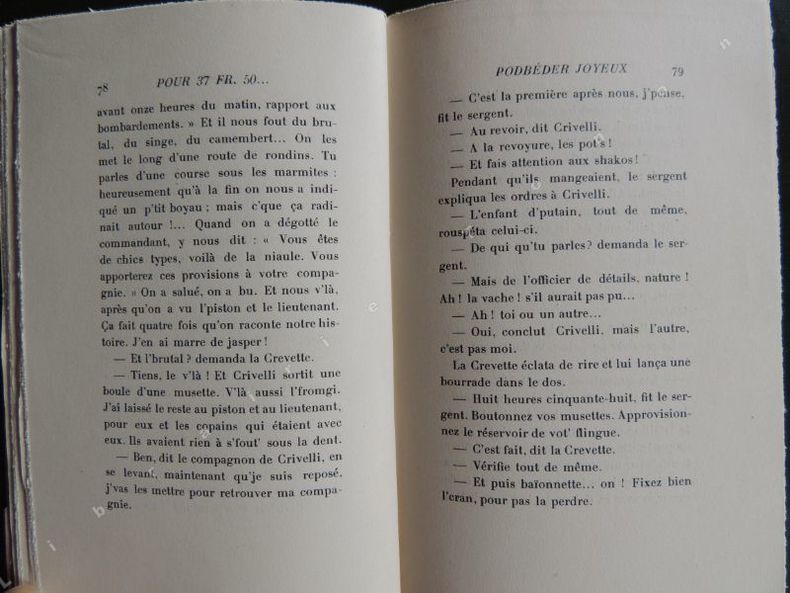 78 POUR 37 FR. 50...
avant onze heures du matin, rapport aux
bombardements. » Et il nous fout du bru-
tal, du singe, du camembert... On les
met le long d'une route de rondins. Tu
parles d'une course sous les marmites :
heureusement qu'à la fin on nous a indi-
qué un p'tit boyau ; mais c'que ça radi-
nait autour !... Quand on a dégotté le
commandant, y nous dit : « Vous êtes
de chics types, voilà de la niaule. Vous
apporterez ces provisions à votre compa-
gnie. » On a salué, on a bu. Et nous v'là,
après qu'on a vu l'piston et le lieutenant.
Ça fait quatre fois qu'on raconte notre his-
toire. J'en ai marre de jasper !
— Et l'brutal ? demanda la Crevette.
— Tiens, le v'là ! Et Crivelli sortit une
boule d'une musette. V'là aussi l'fromgi.
J'ai laissé le reste au piston et au lieutenant,
pour eux et les copains qui étaient avec
eux. Ils avaient rien à s'fout' sous la dent.
— Ben, dit le compagnon de Crivelli, en
se levant, maintenant qu'je suis reposé,
j'vas les mettre pour retrouver ma compa-
gnie.
PODBÉDER JOYEUX 79
— C'est la première après nous, j'pense,
fit le sergent.
— Au revoir, dit Crivelli.
— A la revoyure, les pot's !
— Et fais attention aux shakos !
Pendant qu'ils mangeaient, le sergent
expliqua les ordres à Crivelli.
— L'enfant d'putain, tout de même,
rouspéta celui-ci.
— De qui qu'tu parles ? demanda le ser-
gent.
— Mais de l'officier de détails, nature !
Ah ! la vache ! s'il aurait pas pu...
— Ah ! toi ou un autre...
— Oui, conclut Crivelli, mais l'autre,
c'est pas moi.
La Crevette éclata de rire et lui lança une
bourrade dans le dos.
— Huit heures cinquante-huit, fit le ser-
gent. Boutonnez vos musettes. Approvision-
nez le réservoir de vot' flingue.
— C'est fait, dit la Crevette.
— Vérifie tout de même.
— Et puis baïonnette... on ! Fixez bien
l'cran, pour pas la perdre.